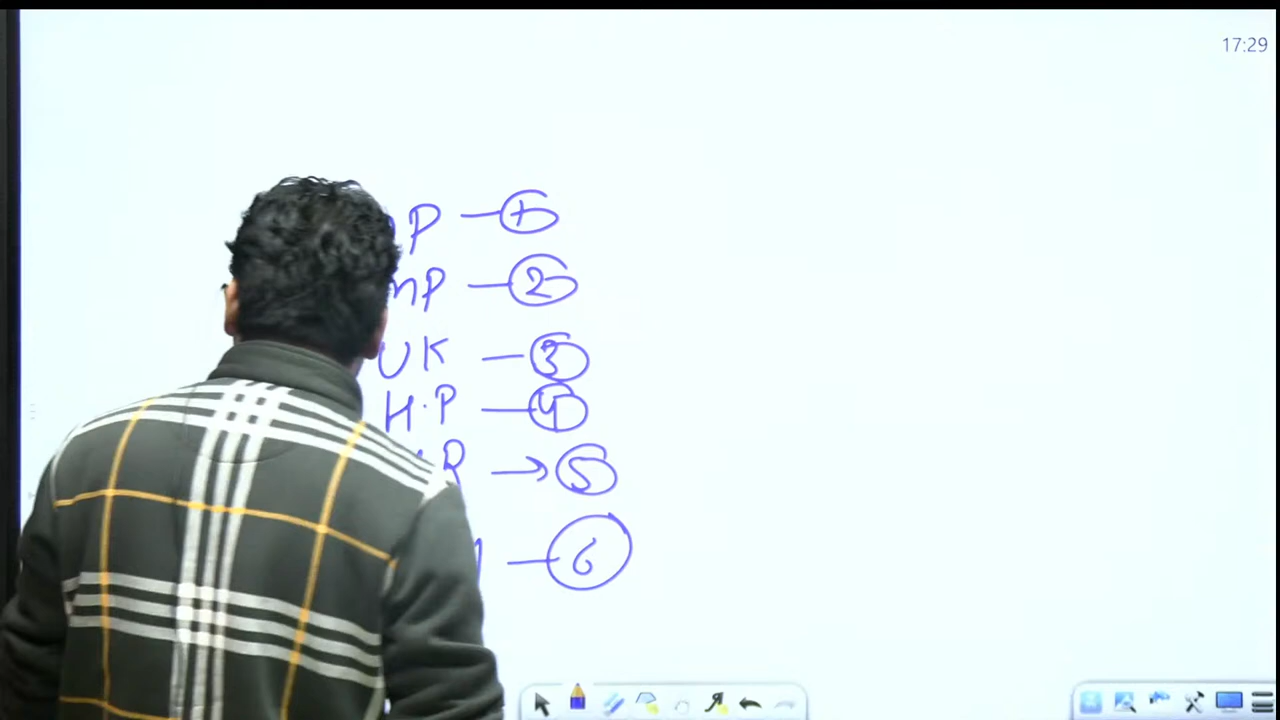 17:29
P — 1
MP — 2
UK — 3
H.P — 4
R → 5
— 6